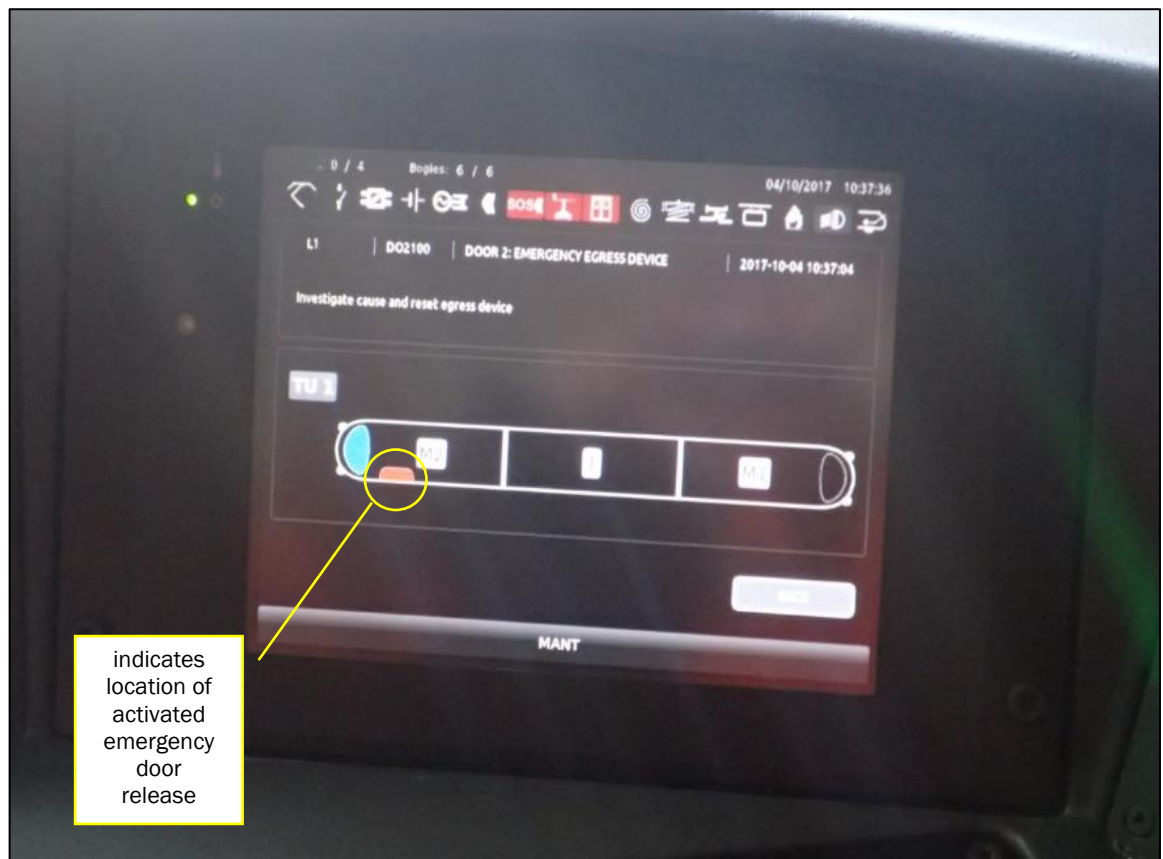 0 / 4 Bogies: 6 / 6
04/10/2017 10:37:36
SOS
L1 DO2100 DOOR 2: EMERGENCY EGRESS DEVICE 2017-10-04 10:37:04
Investigate cause and reset egress device
TU 1
M2 T M1
BACK
MANT
indicates
location of
activated
emergency
door
release